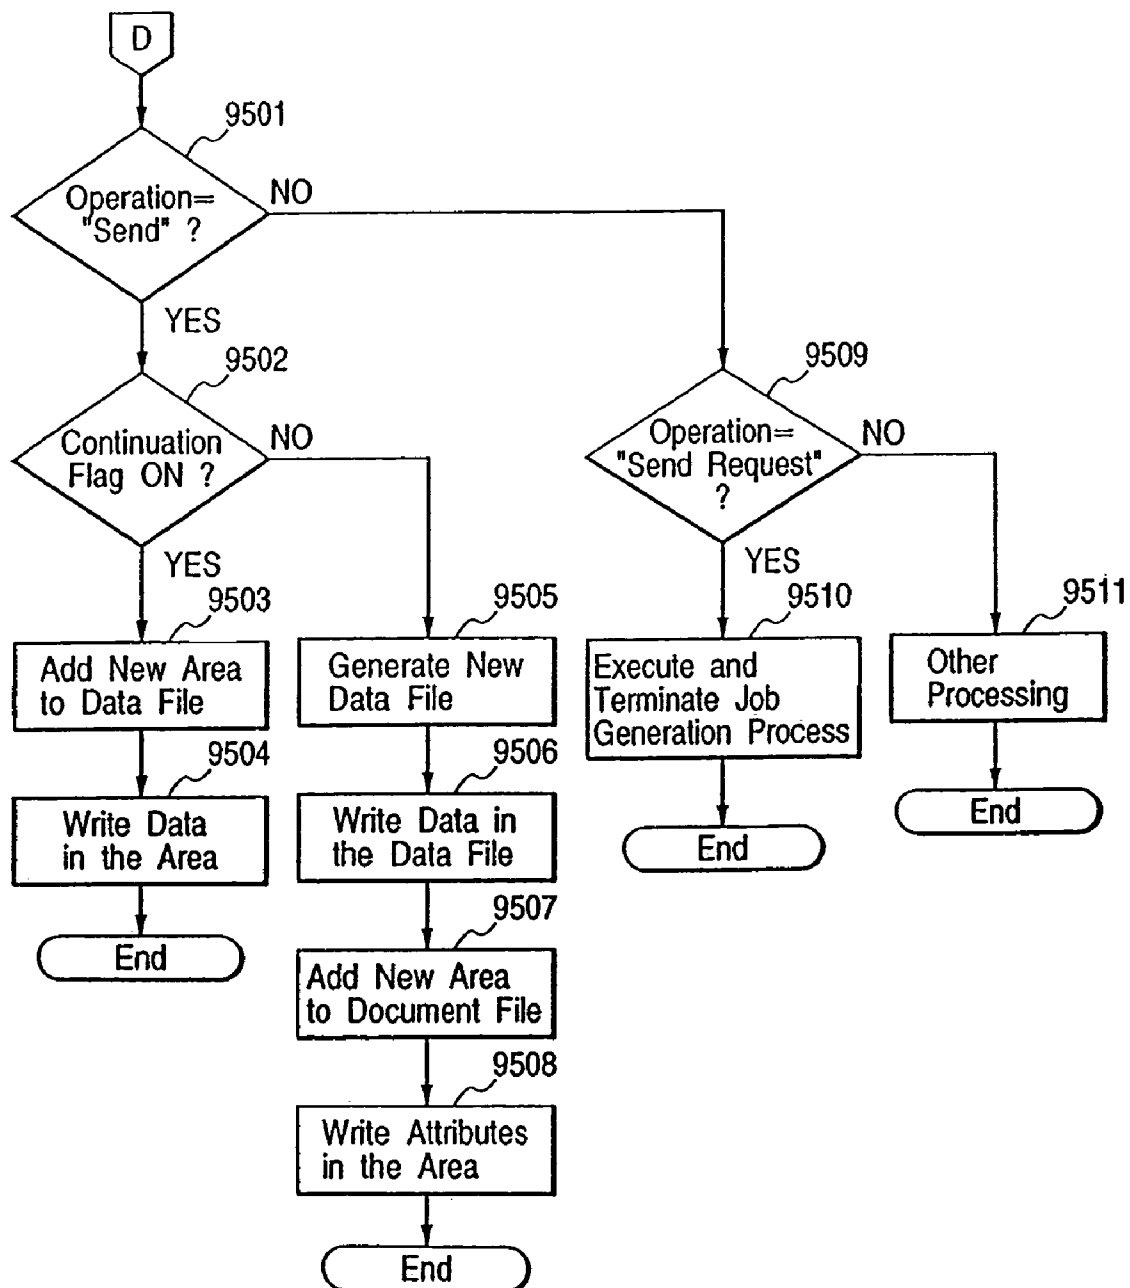 D
9501
Operation=
"Send" ?
NO
YES
9502
Continuation
Flag ON ?
NO
YES
9509
Operation=
"Send Request"
?
NO
YES
9503
Add New Area
to Data File
9504
Write Data
in the Area
End
9505
Generate New
Data File
9506
Write Data in
the Data File
9507
Add New Area
to Document File
9508
Write Attributes
in the Area
End
9510
Execute and
Terminate Job
Generation Process
End
9511
Other
Processing
End